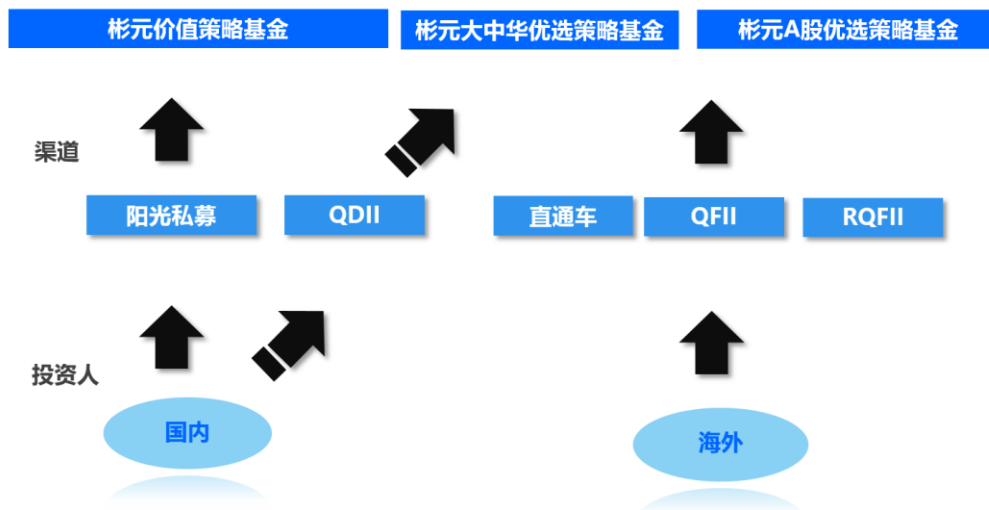 彬元价值策略基金
彬元大中华优选策略基金
彬元A股优选策略基金
渠道
阳光私募
QDII
直通车
QFII
RQFII
投资人
国内
海外